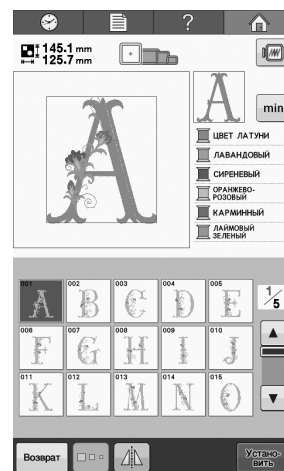 ?
145.1 mm
125.7 mm
min
ЦВЕТ ЛАТУНИ
ЛАВАНДОВЫЙ
СИРЕНЕВЫЙ
ОРАНЖЕВО-
РОЗОВЫЙ
КАРМИННЫЙ
ЛАЙМОВЫЙ
ЗЕЛЕНЫЙ
001 002 003 004 005
A B C D E
1/5
006 007 008 009 010
F G H I J
011 012 013 014 015
K L M N O
Возврат
Устано-
вить